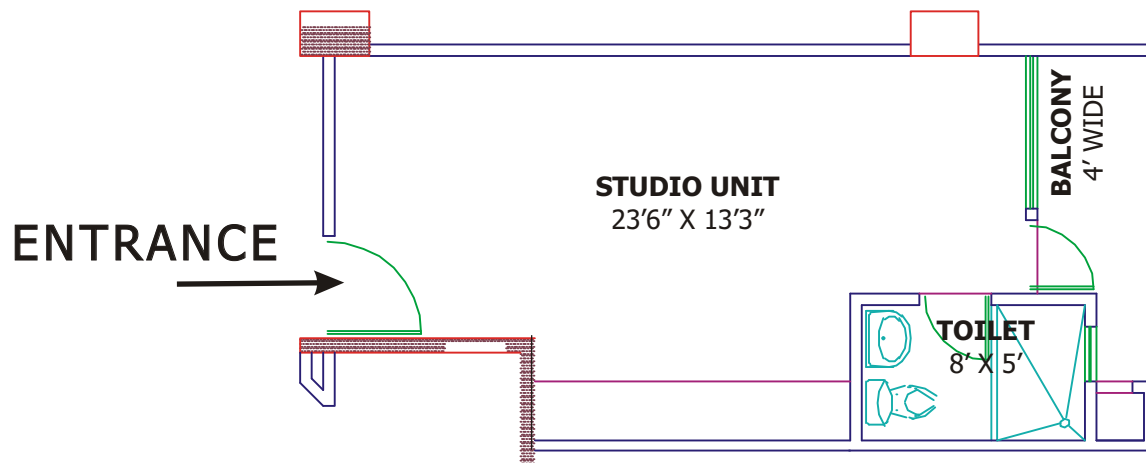 ENTRANCE
STUDIO UNIT
23'6" X 13'3"
BALCONY
4' WIDE
TOILET
8' X 5'